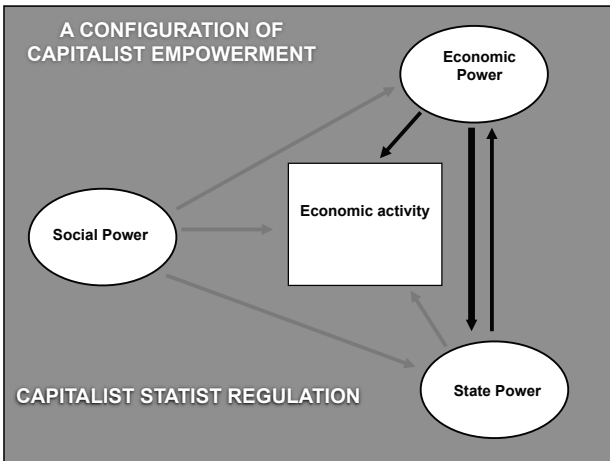 A CONFIGURATION OF
CAPITALIST EMPOWERMENT
Economic
Power
Economic activity
Social Power
State Power
CAPITALIST STATIST REGULATION